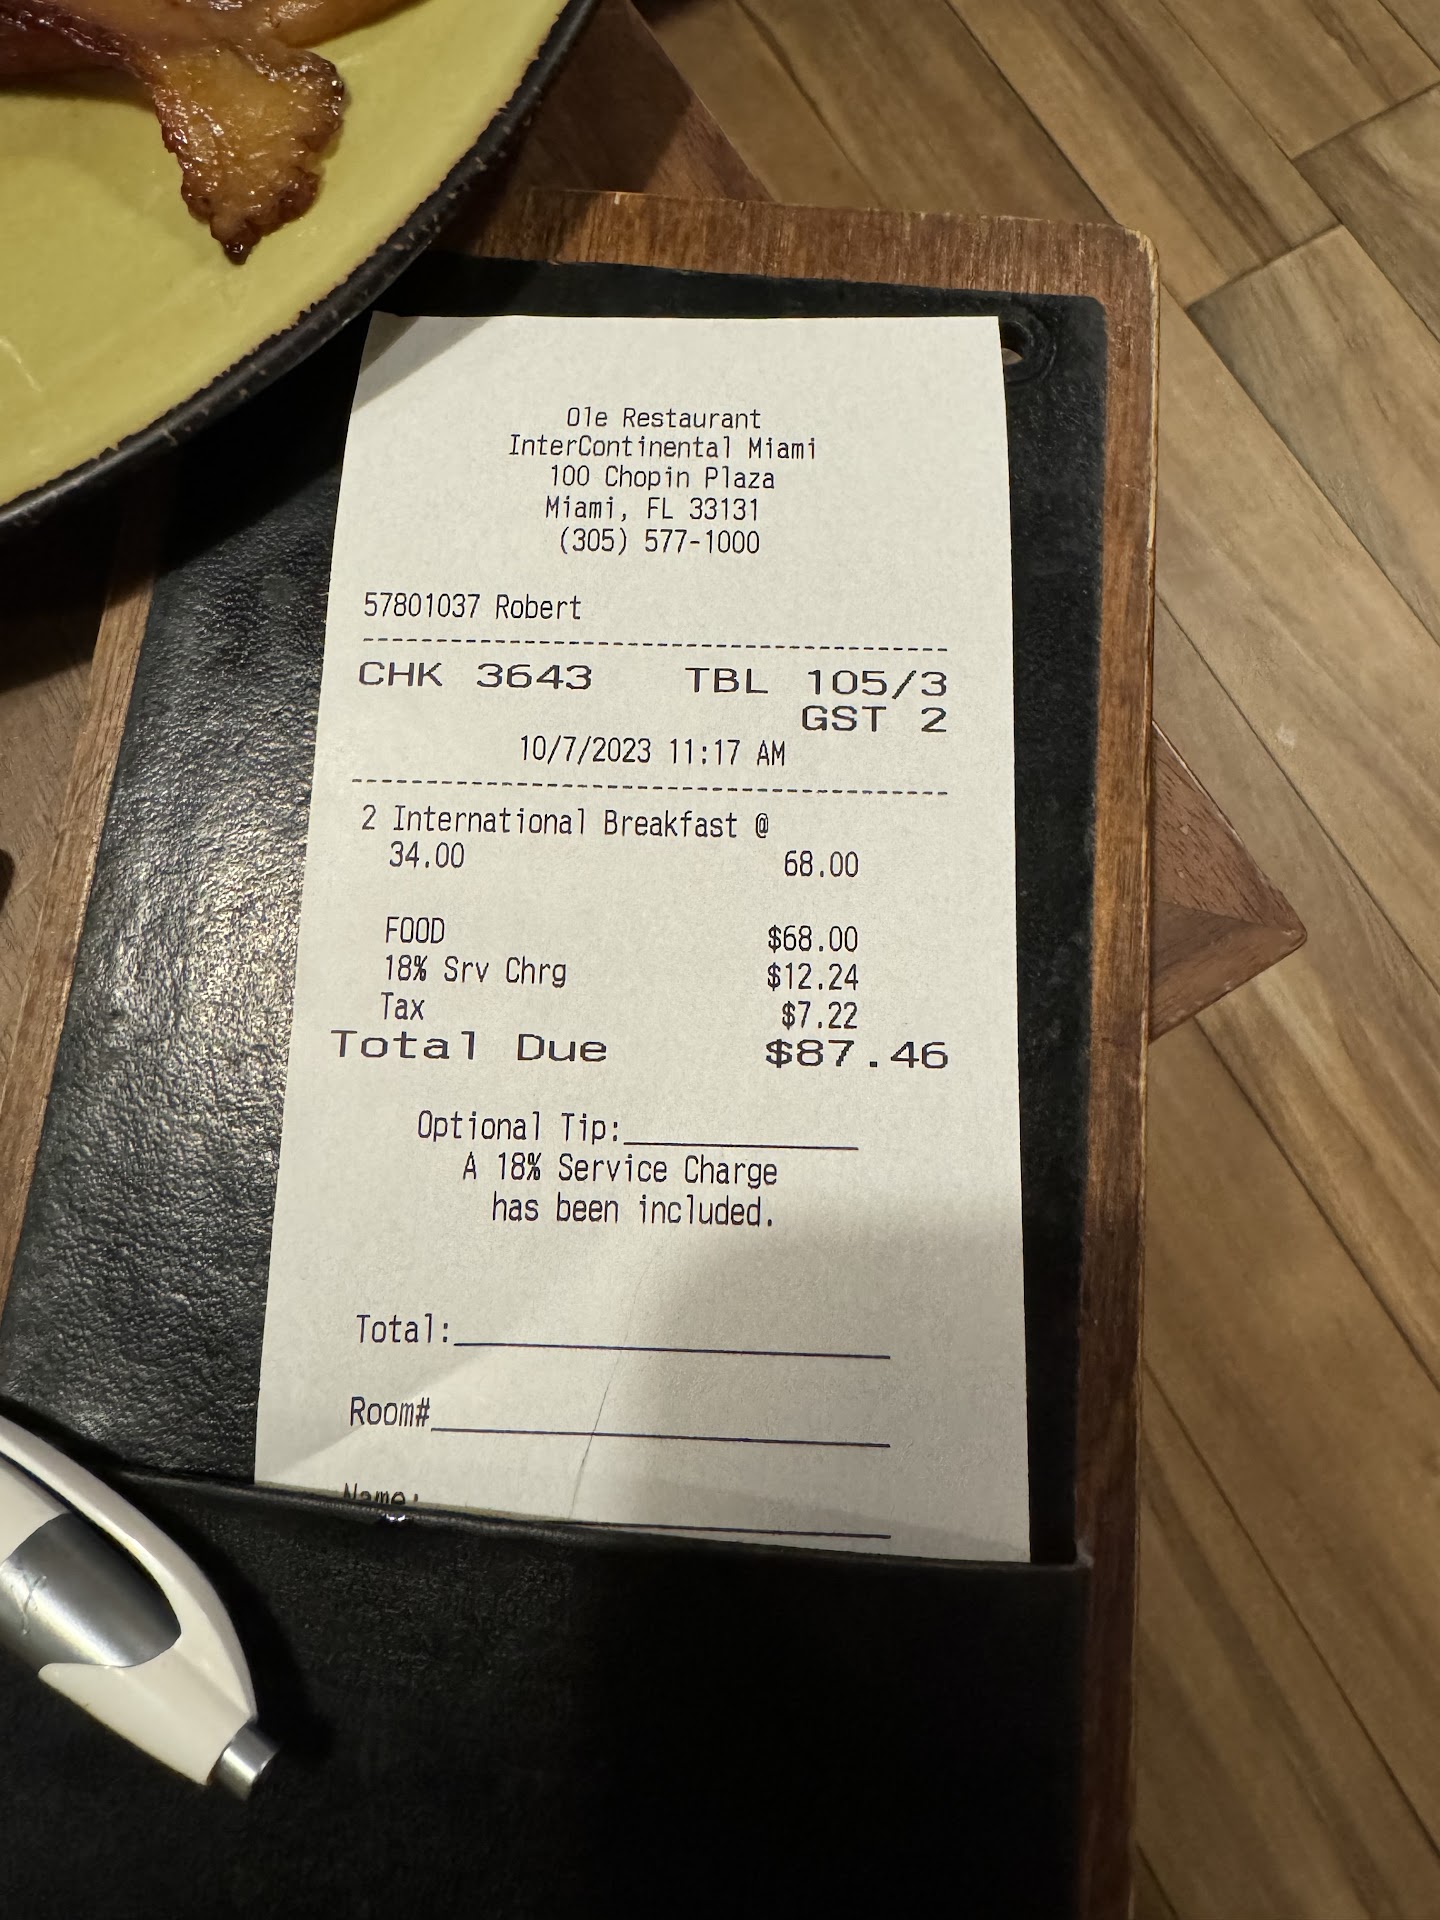 Ole Restaurant
InterContinental Miami
100 Chopin Plaza
Miami, FL 33131
(305) 577-1000
57801037 Robert
CHK 3643 TBL 105/3
GST 2
10/7/2023 11:17 AM
2 International Breakfast @
34.00 68.00
FOOD $68.00
18% Srv Chrg $12.24
Tax $7.22
Total Due $87.46
Optional Tip:
A 18% Service Charge
has been included.
Total:
Room#
Name: